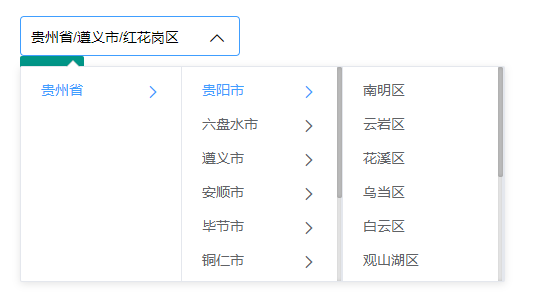 贵州省/遵义市/红花岗区
贵州省
贵阳市
六盘水市
遵义市
安顺市
毕节市
铜仁市
南明区
云岩区
花溪区
乌当区
白云区
观山湖区